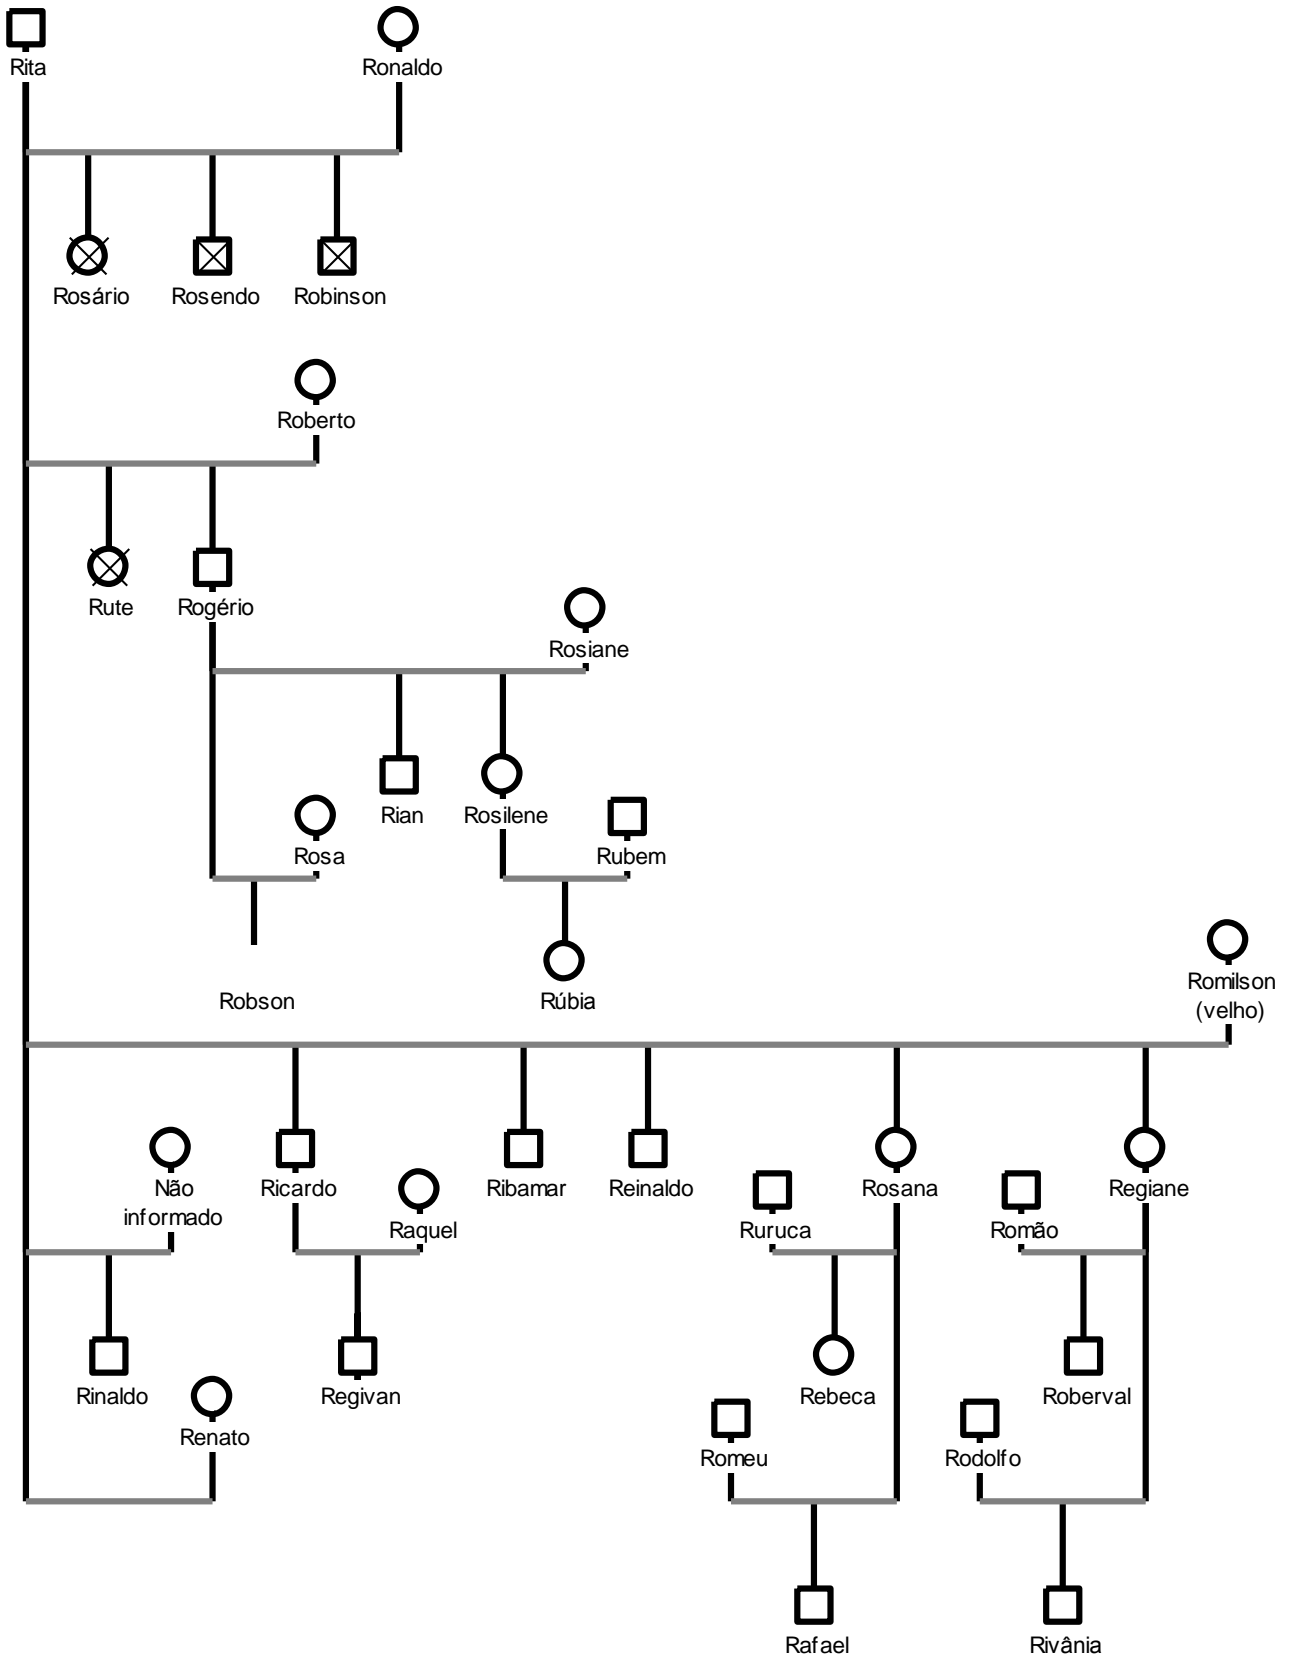 Rita
Ronaldo
Rosário
Rosendo
Robinson
Roberto
Rute
Rogério
Rosiane
Rian
Rosilene
Rosa
Rubem
Robson
Rúbia
Romilson
(velho)
Não
informado
Ricardo
Raquel
Ribamar
Reinaldo
Ruruca
Rosana
Romão
Regiane
Rinaldo
Renato
Regivan
Rebeca
Roberval
Romeu
Rodolfo
Rafael
Rivânia